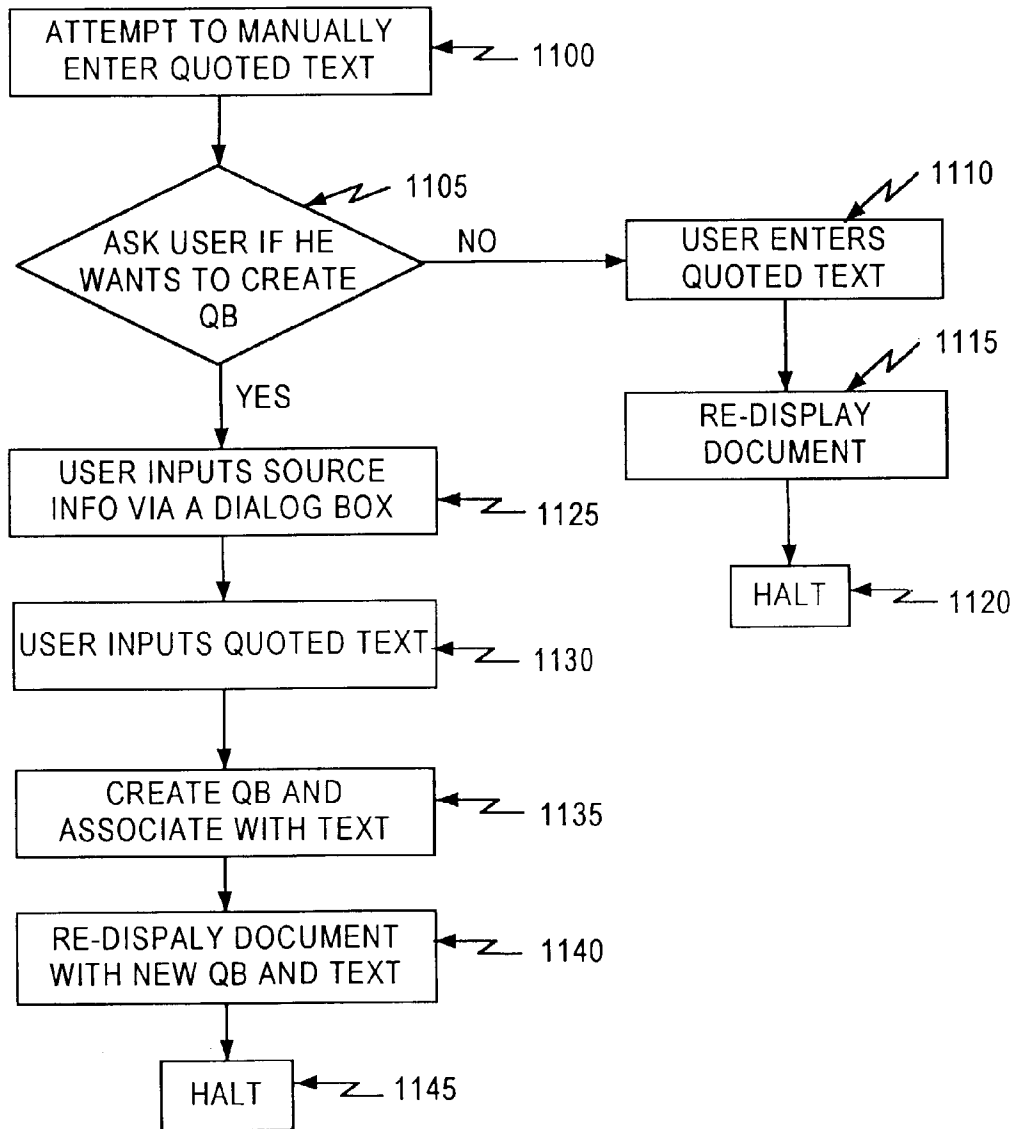 ATTEMPT TO MANUALLY
ENTER QUOTED TEXT
1100
1105
ASK USER IF HE
WANTS TO CREATE
QB
NO
1110
USER ENTERS
QUOTED TEXT
1115
RE-DISPLAY
DOCUMENT
HALT
1120
YES
USER INPUTS SOURCE
INFO VIA A DIALOG BOX
1125
USER INPUTS QUOTED TEXT
1130
CREATE QB AND
ASSOCIATE WITH TEXT
1135
RE-DISPALY DOCUMENT
WITH NEW QB AND TEXT
1140
HALT
1145